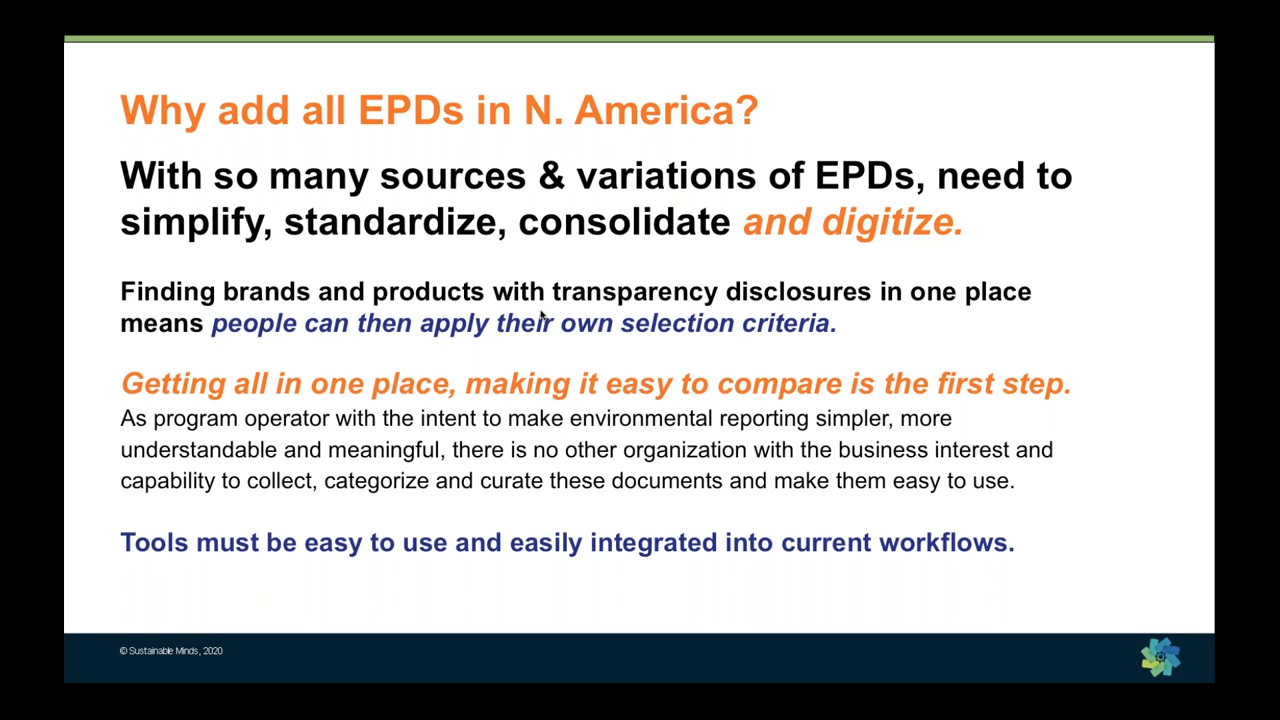 Why add all EPDs in N. America?
With so many sources & variations of EPDs, need to
simplify, standardize, consolidate and digitize.
Finding brands and products with transparency disclosures in one place
means people can then apply their own selection criteria.
Getting all in one place, making it easy to compare is the first step.
As program operator with the intent to make environmental reporting simpler, more
understandable and meaningful, there is no other organization with the business interest and
capability to collect, categorize and curate these documents and make them easy to use.
Tools must be easy to use and easily integrated into current workflows.
© Sustainable Minds, 2020